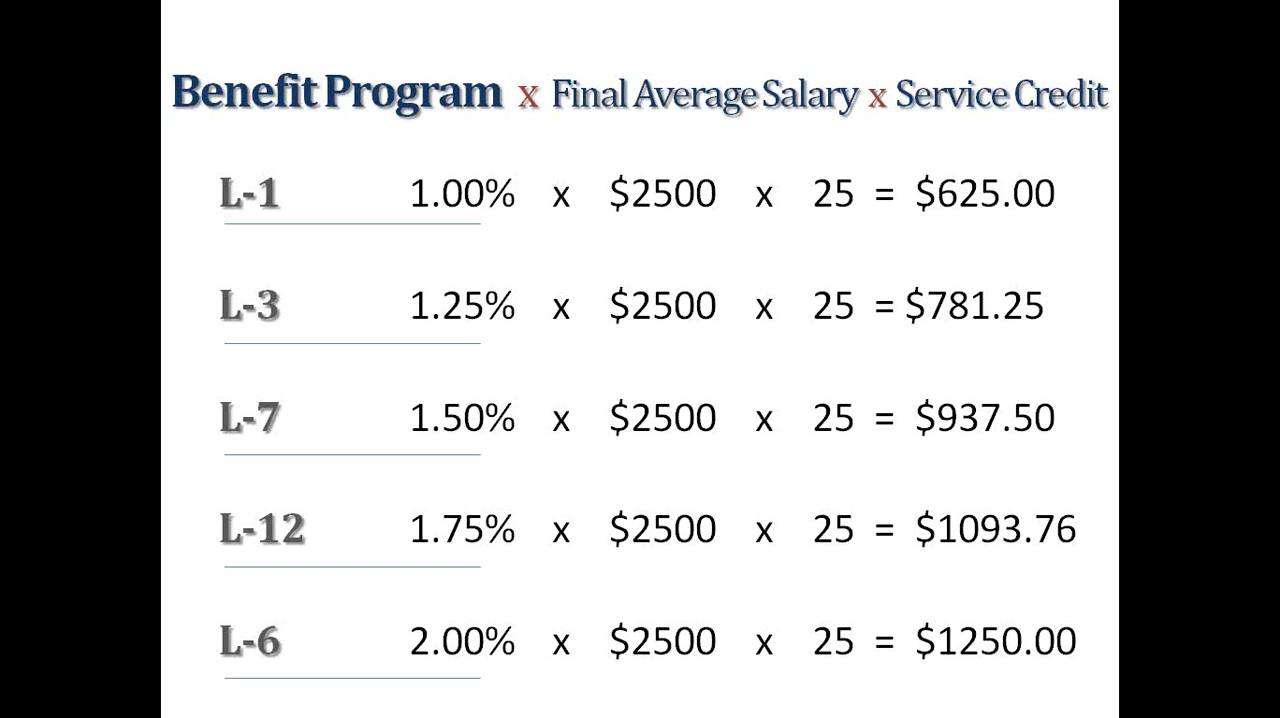 Benefit Program x Final Average Salary x Service Credit
L-1 1.00% x $2500 x 25 = $625.00
L-3 1.25% x $2500 x 25 = $781.25
L-7 1.50% x $2500 x 25 = $937.50
L-12 1.75% x $2500 x 25 = $1093.76
L-6 2.00% x $2500 x 25 = $1250.00